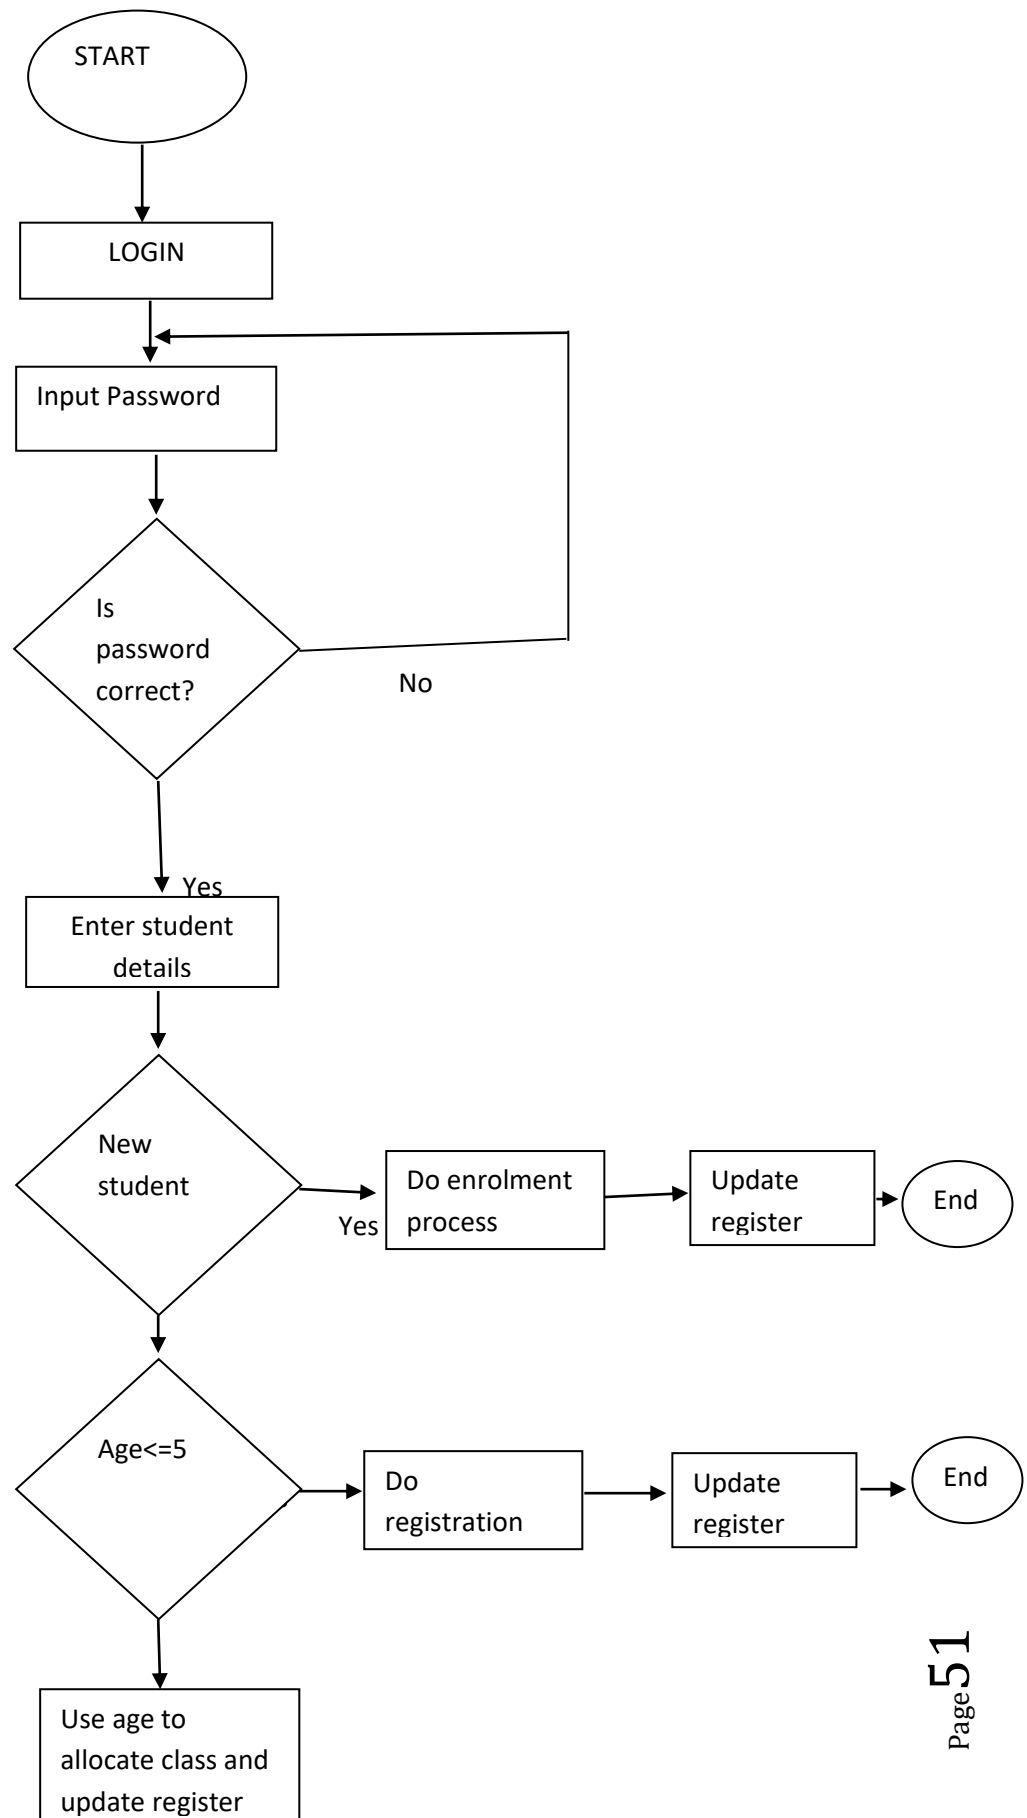 START
LOGIN
Input Password
Is
password
correct?
No
Yes
Enter student
details
New
student
Yes
Do enrolment
process
Update
register
End
Age<=5
Do
registration
Update
register
End
Use age to
allocate class and
update register
Page51